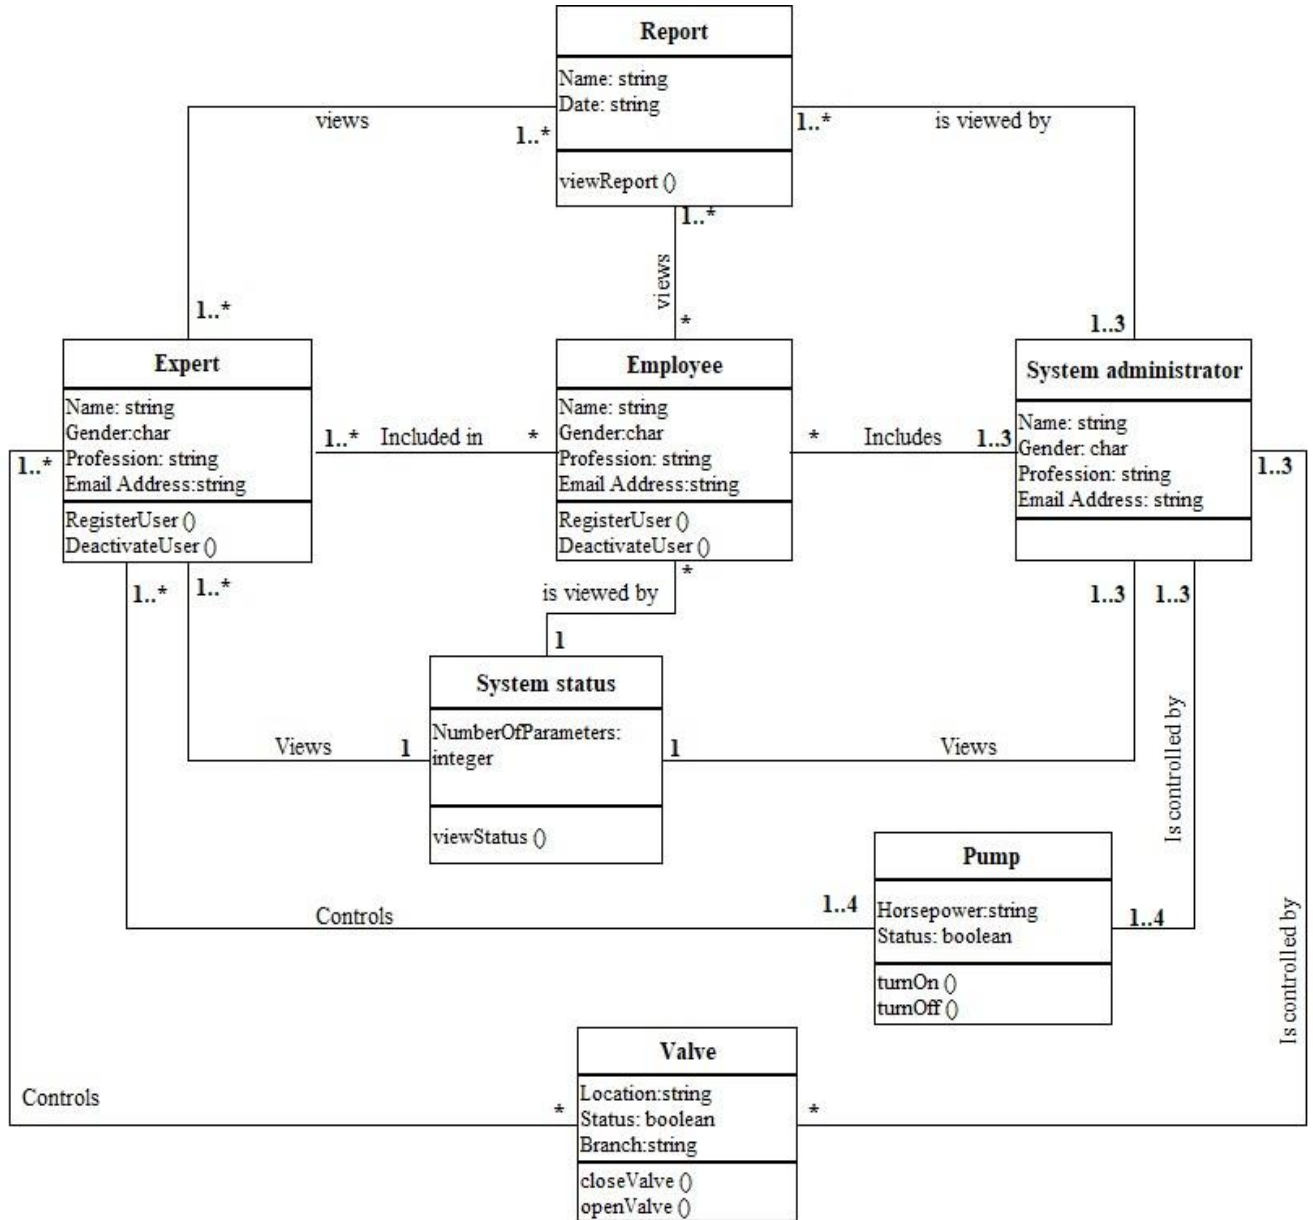 Report
Name: string
Date: string
viewReport ()
views
1..*
1..*
is viewed by
1..*
views
1..*
*
1..3
Expert
Name: string
Gender:char
Profession: string
Email Address:string
RegisterUser ()
DeactivateUser ()
1..*
Included in
*
Employee
Name: string
Gender:char
Profession: string
Email Address:string
RegisterUser ()
DeactivateUser ()
*
Includes
1..3
System administrator
Name: string
Gender: char
Profession: string
Email Address: string
1..*
1..3
1..*
1..*
*
is viewed by
1
1..3
1..3
System status
NumberOfParameters:
integer
viewStatus ()
Views
1
1
Views
Is controlled by
Pump
Horsepower:string
Status: boolean
turnOn ()
turnOff ()
Controls
1..4
1..4
Is controlled by
Valve
Location:string
Status: boolean
Branch:string
closeValve ()
openValve ()
Controls
*
*